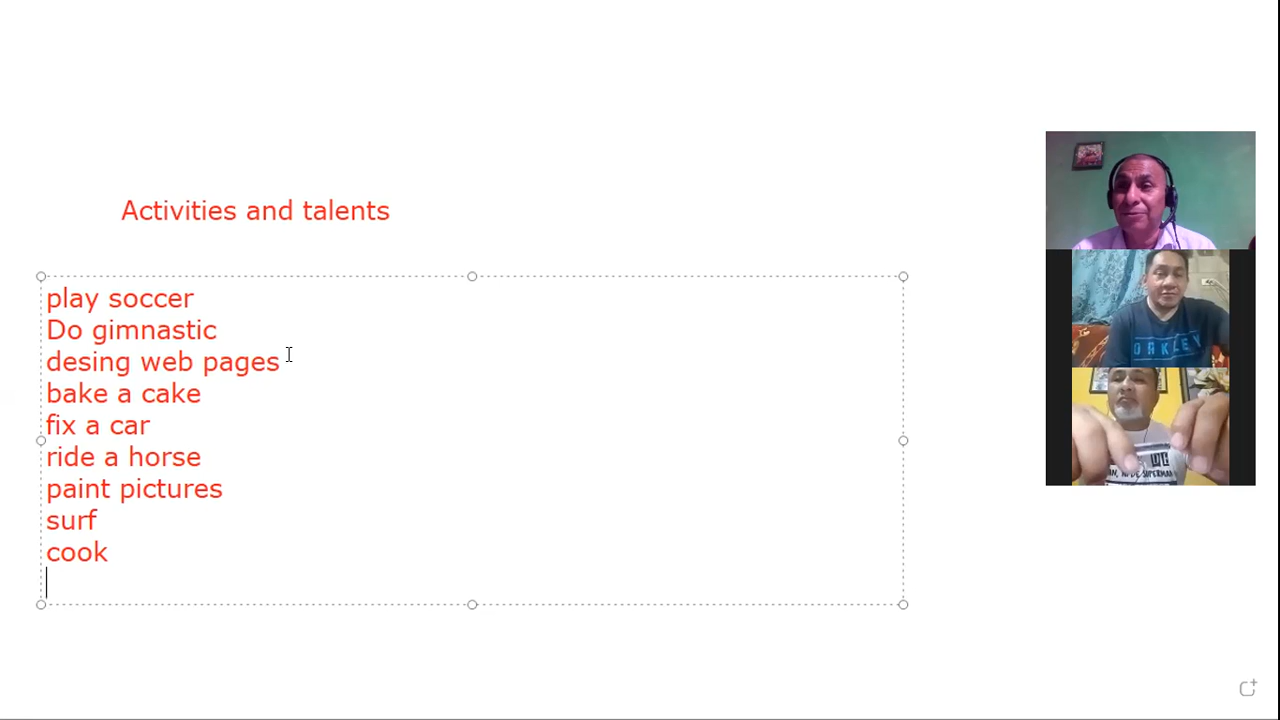 Activities and talents
play soccer
Do gimnastic
desing web pages
bake a cake
fix a car
ride a horse
paint pictures
surf
cook
OAKLEY